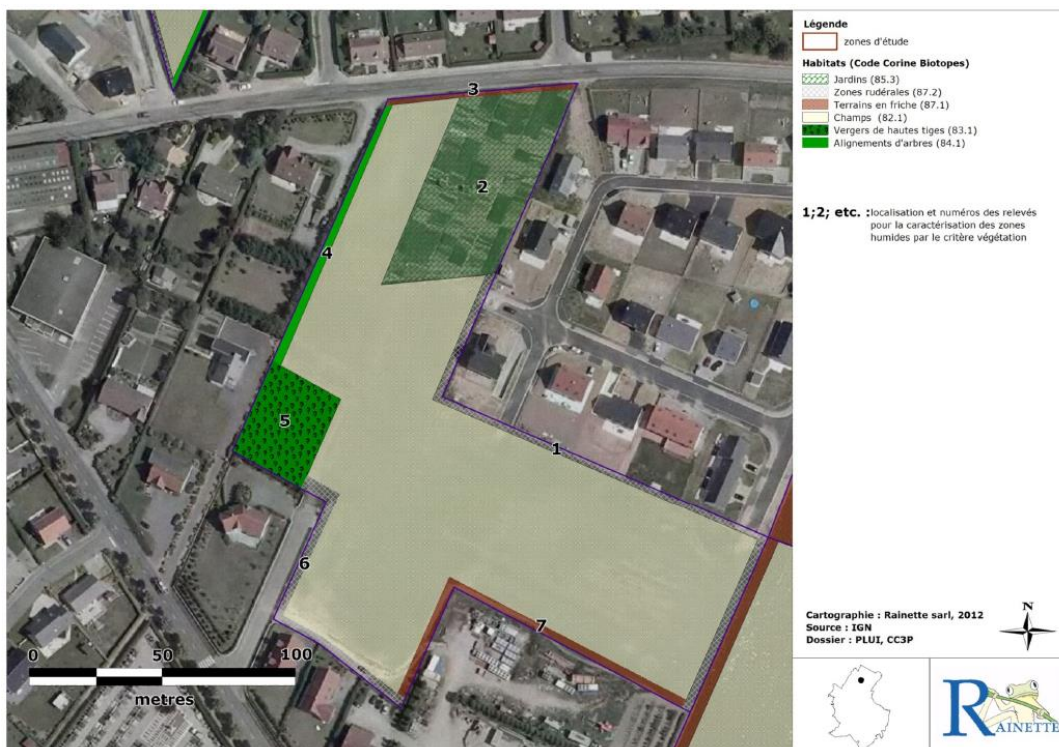 Légende
zones d'étude
Habitats (Code Corine Biotopes)
Jardins (85.3)
Zones rudérales (87.2)
Terrains en friche (87.1)
Champs (82.1)
Vergers de hautes tiges (83.1)
Alignements d'arbres (84.1)
1;2; etc. :localisation et numéros des relevés
pour la caractérisation des zones
humides par le critère végétation
3
2
4
5
1
6
7
0 50 100
metres
Cartographie : Rainette sarl, 2012
Source : IGN
Dossier : PLUI, CC3P
N
RAINETTE